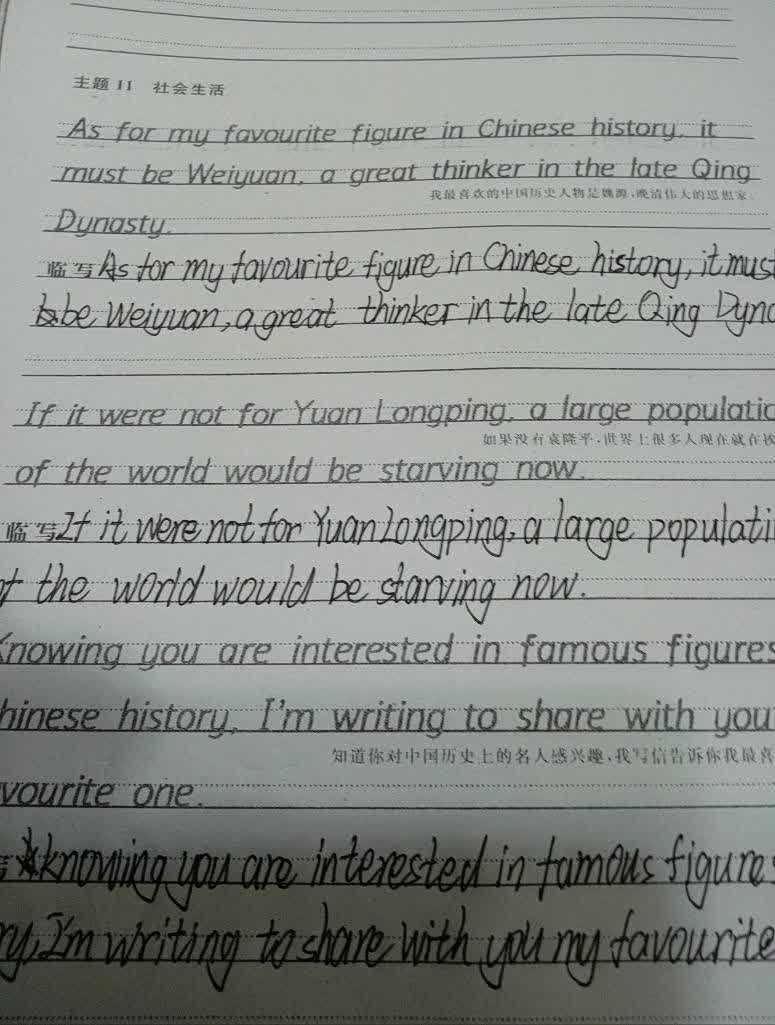 主题 11 社会生活
As for my favourite figure in Chinese history, it
must be Weiyuan, a great thinker in the late Qing
我最喜欢的中国历史人物是魏源,晚清伟大的思想家
Dynasty.
临 写 As for my favourite figure in Chinese history, it must
be Weiyuan, a great thinker in the late Qing Dyna
If it were not for Yuan Longping, a large populatio
如果没有袁隆平,世界上很多人现在就在挨
of the world would be starving now.
临 写 If it were not for Yuan Longping, a large populati
of the world would be starving now.
Knowing you are interested in famous figures
hinese history, I'm writing to share with you
知道你对中国历史上的名人感兴趣,我写信告诉你我最喜
vourite one.
写 knowing you are interested in famous figure
ry, I'm writing to share with you my favourite